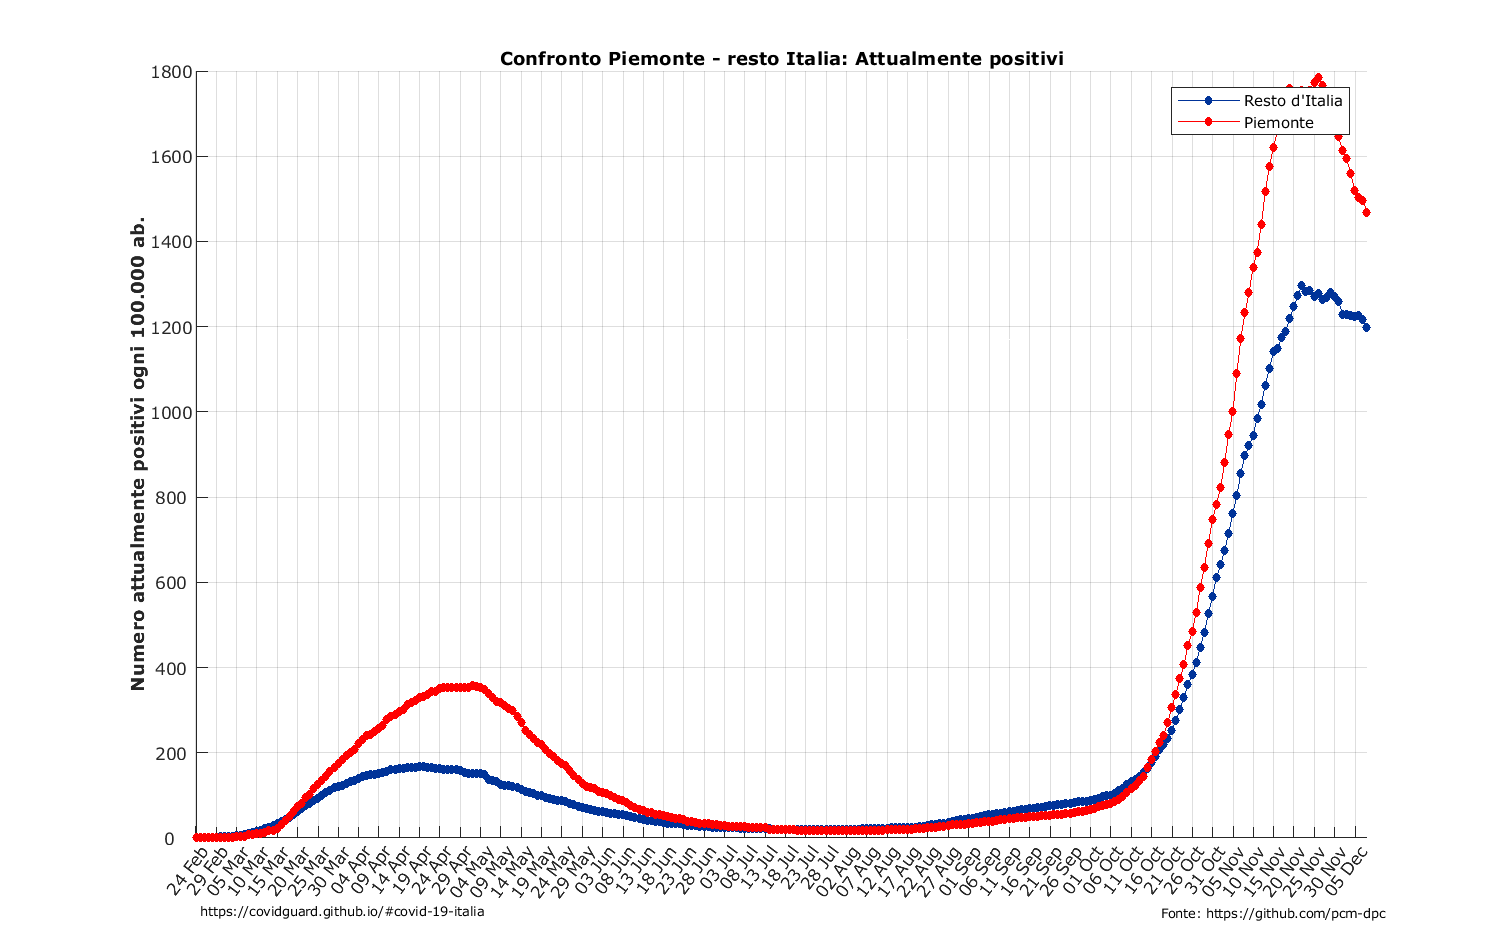 Confronto Piemonte - resto Italia: Attualmente positivi
Resto d'Italia
Piemonte
Numero attualmente positivi ogni 100.000 ab.
1800
1600
1400
1200
1000
800
600
400
200
0
24 Feb
29 Feb
05 Mar
10 Mar
15 Mar
20 Mar
25 Mar
30 Mar
04 Apr
09 Apr
14 Apr
19 Apr
24 Apr
29 Apr
04 May
09 May
14 May
19 May
24 May
29 May
03 Jun
08 Jun
13 Jun
18 Jun
23 Jun
28 Jun
03 Jul
08 Jul
13 Jul
18 Jul
23 Jul
28 Jul
02 Aug
07 Aug
12 Aug
17 Aug
22 Aug
27 Aug
01 Sep
06 Sep
11 Sep
16 Sep
21 Sep
26 Sep
01 Oct
06 Oct
11 Oct
16 Oct
21 Oct
26 Oct
31 Oct
05 Nov
10 Nov
15 Nov
20 Nov
25 Nov
30 Nov
05 Dec
https://covidguard.github.io/#covid-19-italia
Fonte: https://github.com/pcm-dpc